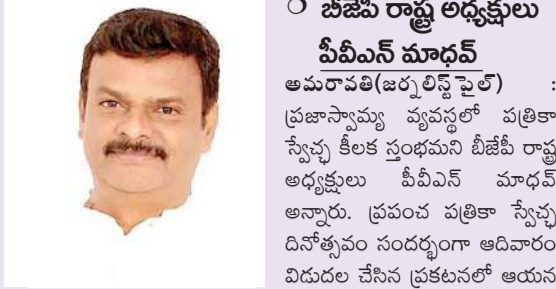 ❍ బీజేపీ రాష్ట్ర అధ్యక్షులు
పీవీఎన్ మాధవ్
అమరావతి(జర్నలిస్ట్ ఫైల్) :
ప్రజాస్వామ్య వ్యవస్థలో పత్రికా
స్వేచ్ఛ కీలక స్తంభమని బీజేపీ రాష్ట్ర
అధ్యక్షులు పీవీఎన్ మాధవ్
అన్నారు. ప్రపంచ పత్రికా స్వేచ్ఛ
దినోత్సవం సందర్భంగా ఆదివారం
విడుదల చేసిన ప్రకటనలో ఆయన